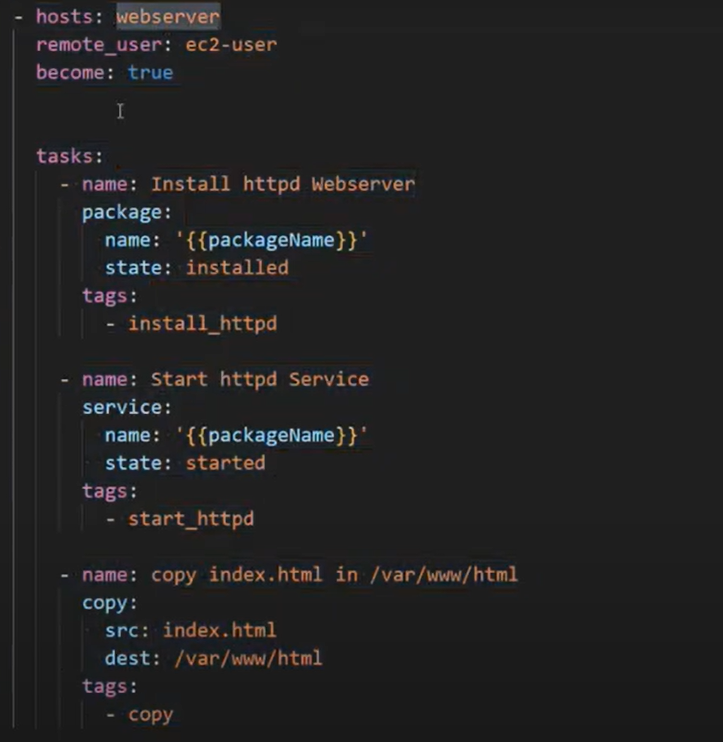 - hosts: webserver
remote_user: ec2-user
become: true
tasks:
- name: Install httpd Webserver
package:
name: '{{packageName}}'
state: installed
tags:
- install_httpd
- name: Start httpd Service
service:
name: '{{packageName}}'
state: started
tags:
- start_httpd
- name: copy index.html in /var/www/html
copy:
src: index.html
dest: /var/www/html
tags:
- copy